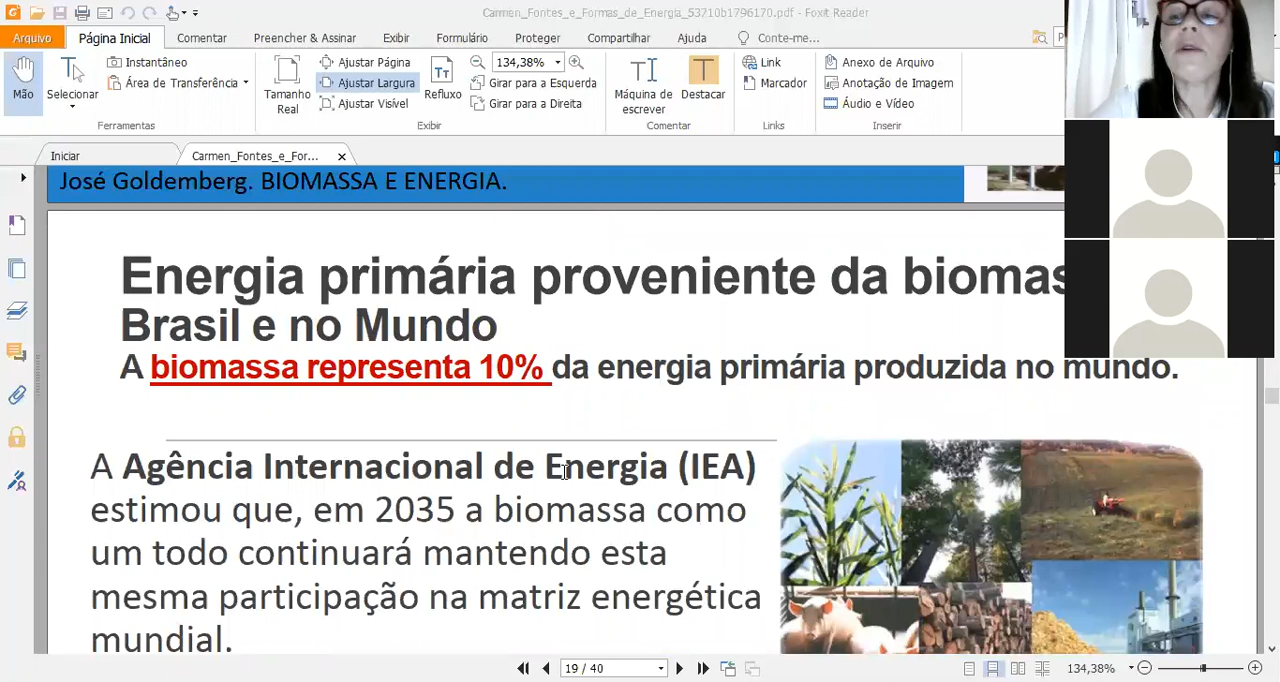 Carmen_Fontes_e_Formas_de_Energia_53710b1796170.pdf - Foxit Reader
Arquivo Página Inicial Comentar Preencher & Assinar Exibir Formulário Proteger Compartilhar Ajuda Conte-me...
Mão
Selecionar
Instantâneo
Área de Transferência
Ferramentas
Tamanho Real
Ajustar Página
Ajustar Largura
Ajustar Visível
Refluxo
134,38%
Girar para a Esquerda
Girar para a Direita
Exibir
Máquina de escrever
Destacar
Comentar
Link
Marcador
Links
Anexo de Arquivo
Anotação de Imagem
Áudio e Vídeo
Inserir
Iniciar
Carmen_Fontes_e_For...
José Goldemberg. BIOMASSA E ENERGIA.
Energia primária proveniente da biomas
Brasil e no Mundo
A biomassa representa 10% da energia primária produzida no mundo.
A Agência Internacional de Energia (IEA)
estimou que, em 2035 a biomassa como
um todo continuará mantendo esta
mesma participação na matriz energética
mundial.
19 / 40
134,38%